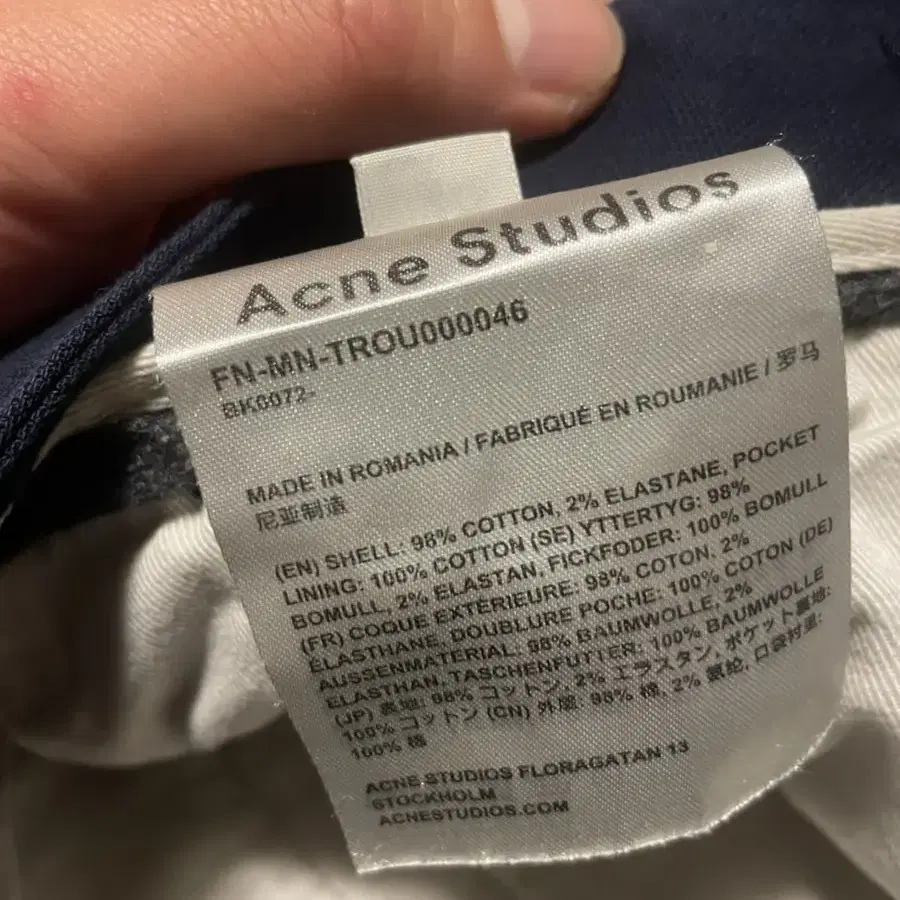 Acne Studios
FN-MN-TROU000046
BK0072-
MADE IN ROMANIA / FABRIQUÉ EN ROUMANIE / 罗马
尼亚制造
(EN) SHELL: 98% COTTON, 2% ELASTANE, POCKET
LINING: 100% COTTON (SE) YTTERTYG: 98%
BOMULL, 2% ELASTAN, FICKFODER: 100% BOMULL
(FR) COQUE EXTÉRIEURE: 98% COTON, 2%
ÉLASTHANE, DOUBLURE POCHE: 100% COTON (DE)
AUSSENMATERIAL: 98% BAUMWOLLE, 2%
ELASTHAN, TASCHENFUTTER: 100% BAUMWOLLE
(JP) 表地: 98% コットン, 2% エラスタン, ポケット裏地:
100% コットン (CN) 外層: 98% 棉, 2% 氨纶, 口袋衬里:
100% 棉
ACNE STUDIOS FLORAGATAN 13
STOCKHOLM
ACNESTUDIOS.COM